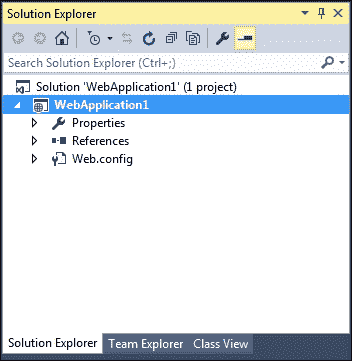 Solution Explorer
Search Solution Explorer (Ctrl+;)
Solution 'WebApplication1' (1 project)
WebApplication1
Properties
References
Web.config
Solution Explorer Team Explorer Class View